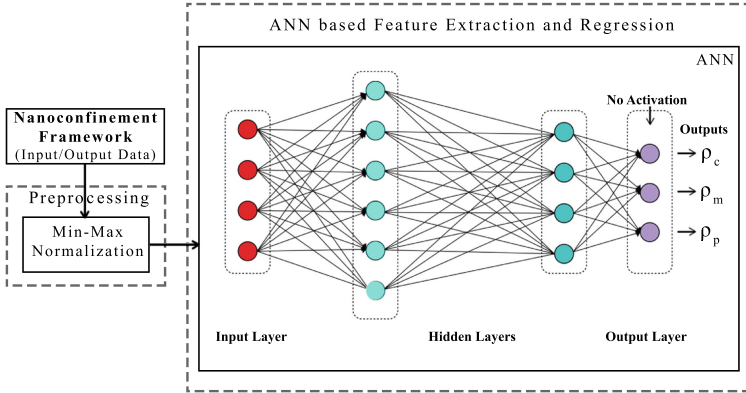 ANN based Feature Extraction and Regression
ANN
Nanoconfinement
Framework
(Input/Output Data)
Preprocessing
Min-Max
Normalization
No Activation
Outputs
ρc
ρm
ρp
Input Layer
Hidden Layers
Output Layer